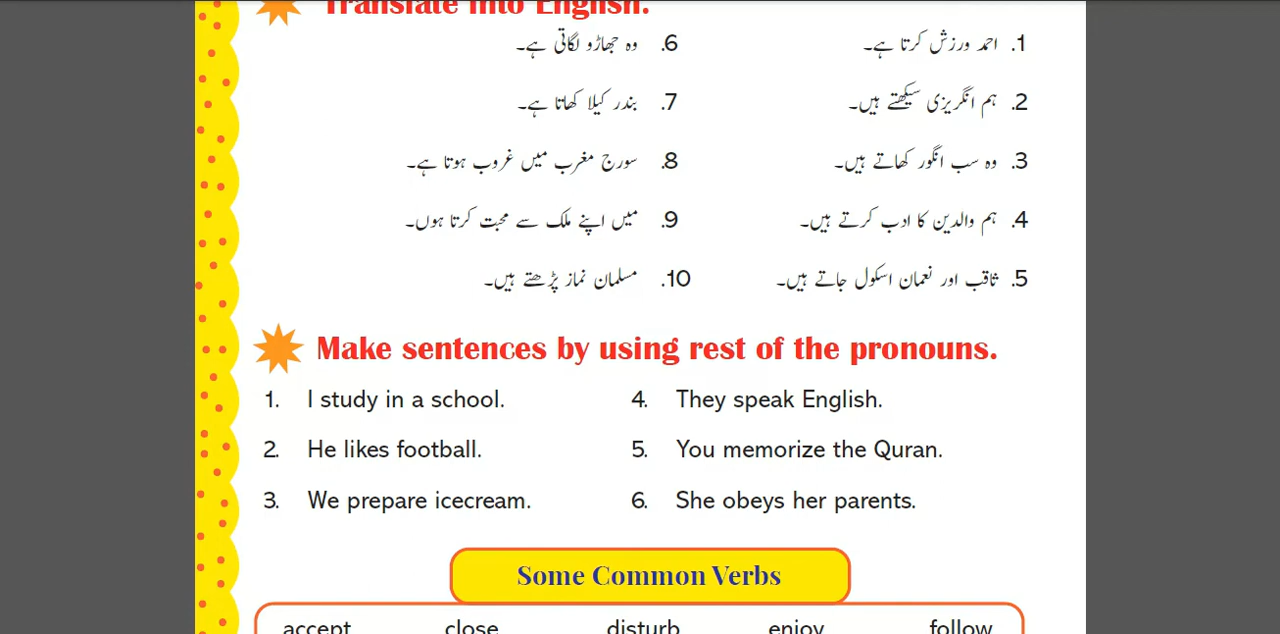 Translate into English.
1. احمد ورزش کرتا ہے۔
6. وہ جھاڑو لگاتی ہے۔
2. ہم انگریزی سیکھتے ہیں۔
7. بندر کیلا کھاتا ہے۔
3. وہ سب انگور کھاتے ہیں۔
8. سورج مغرب میں غروب ہوتا ہے۔
4. ہم والدین کا ادب کرتے ہیں۔
9. میں اپنے ملک سے محبت کرتا ہوں۔
5. ثاقب اور نعمان اسکول جاتے ہیں۔
10. مسلمان نماز پڑھتے ہیں۔
Make sentences by using rest of the pronouns.
1. I study in a school.
4. They speak English.
2. He likes football.
5. You memorize the Quran.
3. We prepare icecream.
6. She obeys her parents.
Some Common Verbs
accept close disturb enjoy follow